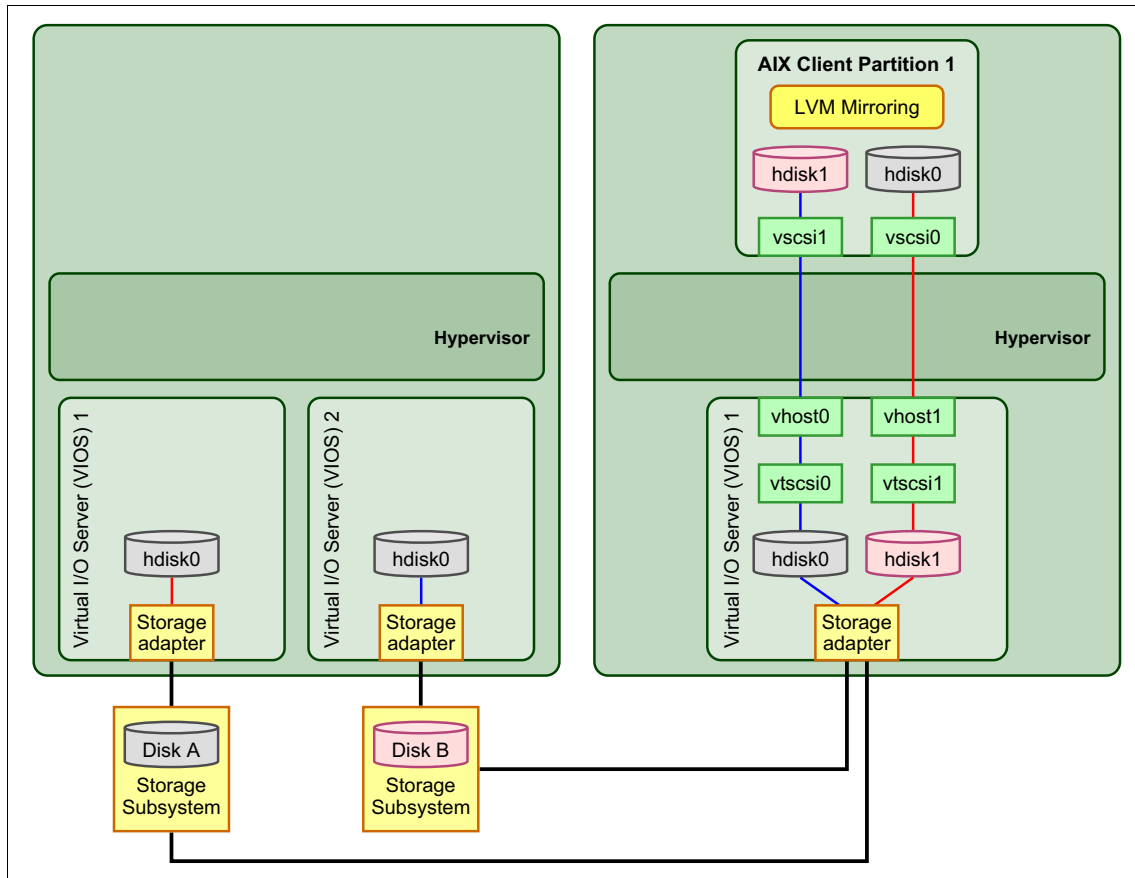 AIX Client Partition 1
LVM Mirroring
hdisk1
hdisk0
vscsi1
vscsi0
Hypervisor
Hypervisor
Virtual I/O Server (VIOS) 1
hdisk0
Storage
adapter
Virtual I/O Server (VIOS) 2
hdisk0
Storage
adapter
Virtual I/O Server (VIOS) 1
vhost0
vhost1
vtscsi0
vtscsi1
hdisk0
hdisk1
Storage
adapter
Disk A
Storage
Subsystem
Disk B
Storage
Subsystem